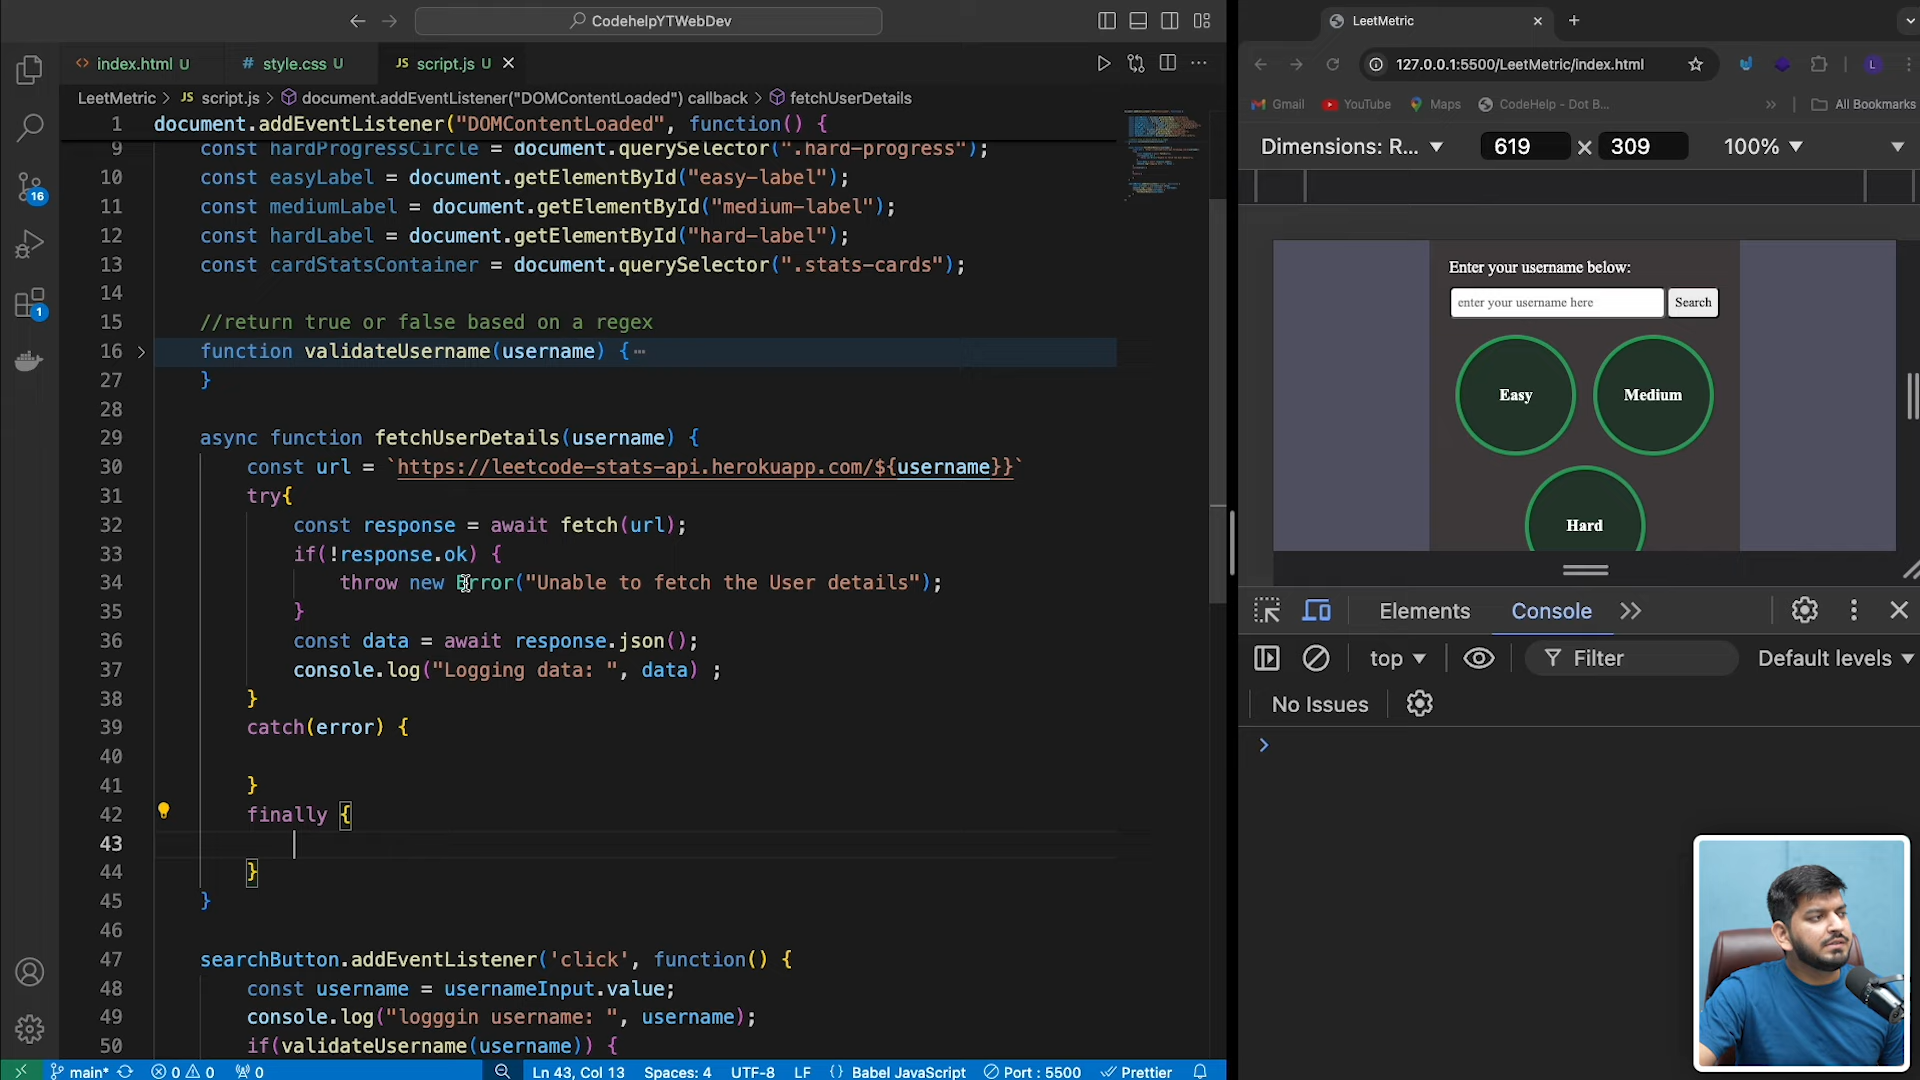 CodehelpYTWebDev
index.html U
# style.css U
JS script.js U
LeetMetric > JS script.js > document.addEventListener("DOMContentLoaded") callback > fetchUserDetails
1 document.addEventListener("DOMContentLoaded", function() {
9 const hardProgressCircle = document.querySelector(".hard-progress");
10 const easyLabel = document.getElementById("easy-label");
11 const mediumLabel = document.getElementById("medium-label");
12 const hardLabel = document.getElementById("hard-label");
13 const cardStatsContainer = document.querySelector(".stats-cards");
14
15 //return true or false based on a regex
16 function validateUsername(username) {
27 }
28
29 async function fetchUserDetails(username) {
30 const url = `https://leetcode-stats-api.herokuapp.com/${username}}`
31 try{
32 const response = await fetch(url);
33 if(!response.ok) {
34 throw new Error("Unable to fetch the User details");
35 }
36 const data = await response.json();
37 console.log("Logging data: ", data) ;
38 }
39 catch(error) {
40
41 }
42 finally {
43
44 }
45 }
46
47 searchButton.addEventListener('click', function() {
48 const username = usernameInput.value;
49 console.log("logggin username: ", username);
50 if(validateUsername(username)) {
16
1
main* 0 0 0
Ln 43, Col 13 Spaces: 4 UTF-8 LF {} Babel JavaScript Port : 5500 Prettier
LeetMetric
127.0.0.1:5500/LeetMetric/index.html
L
Gmail YouTube Maps CodeHelp - Dot B... >> All Bookmarks
Dimensions: R... 619 × 309 100%
Enter your username below:
enter your username here Search
Easy
Medium
Hard
Elements Console
top Filter Default levels
No Issues